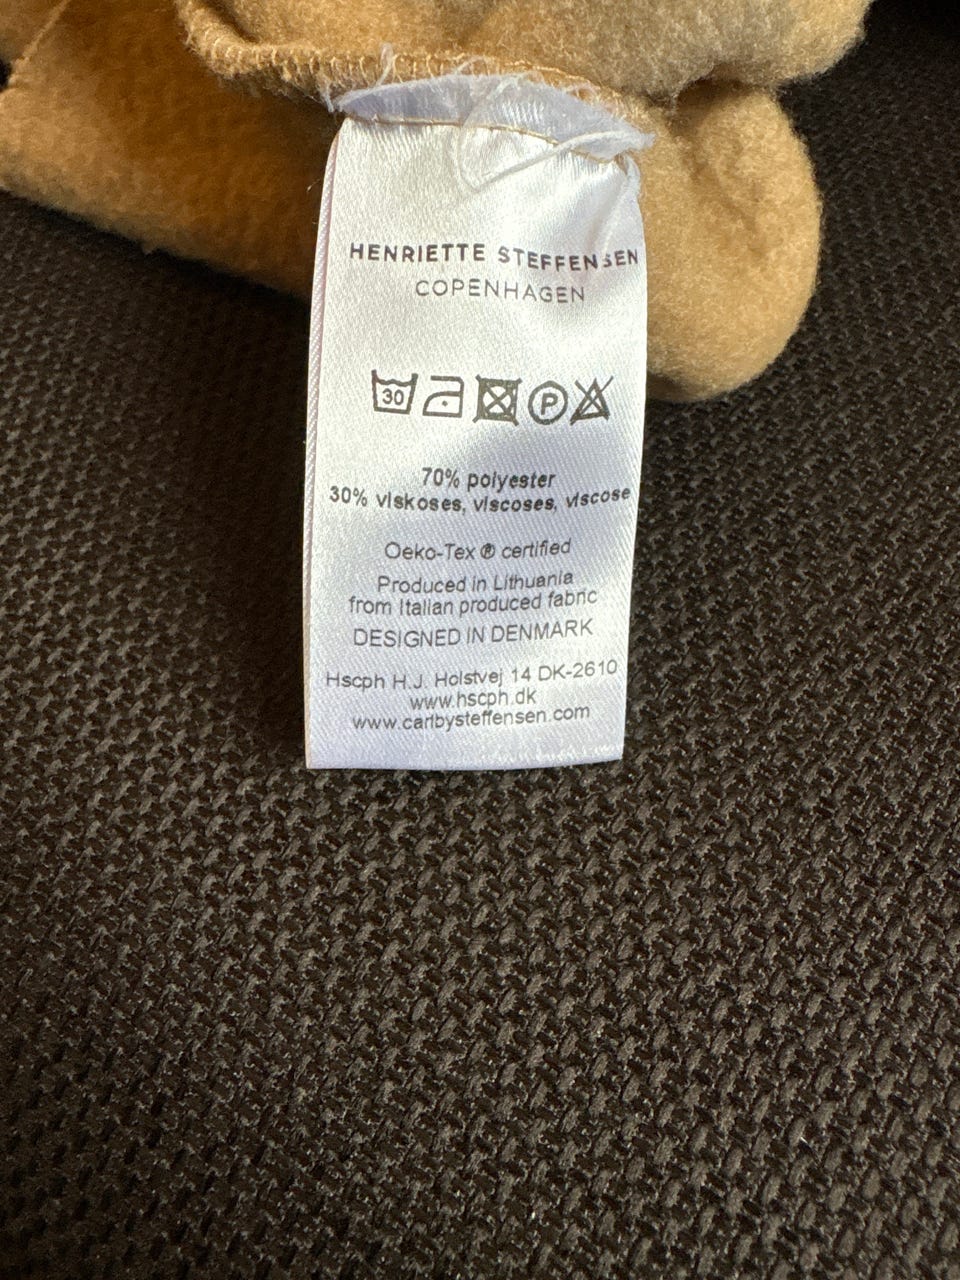 HENRIETTE STEFFENSEN
COPENHAGEN
30 P
70% polyester
30% viskoses, viscoses, viscose
Oeko-Tex ® certified
Produced in Lithuania
from Italian produced fabric
DESIGNED IN DENMARK
Hscph H.J. Holstvej 14 DK-2610
www.hscph.dk
www.carlbysteffensen.com